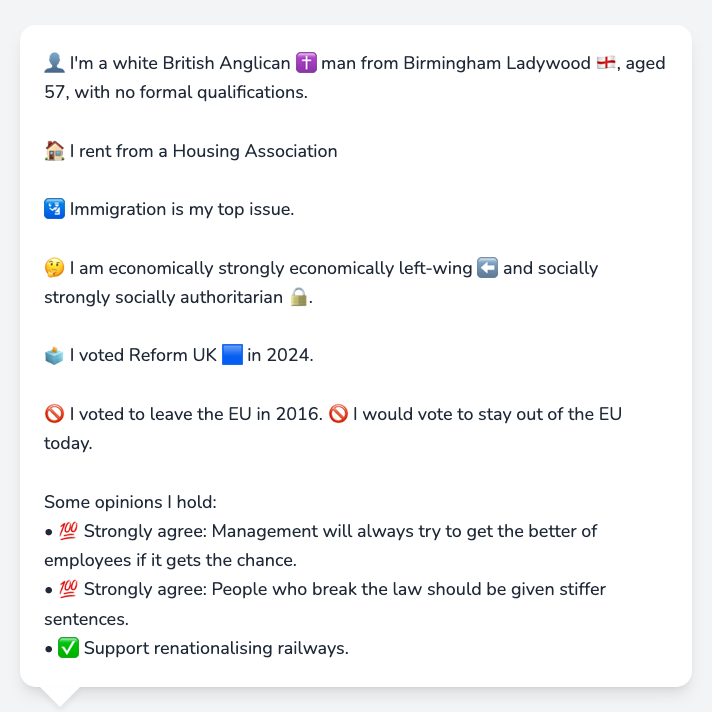 👤 I'm a white British Anglican ✝️ man from Birmingham Ladywood 🏴󠁧󠁢󠁥󠁮󠁧󠁿, aged
57, with no formal qualifications.
🏠 I rent from a Housing Association
🛂 Immigration is my top issue.
🤔 I am economically strongly economically left-wing ⬅️ and socially
strongly socially authoritarian 🔒.
🗳️ I voted Reform UK 🟦 in 2024.
🚫 I voted to leave the EU in 2016. 🚫 I would vote to stay out of the EU
today.
Some opinions I hold:
• 💯 Strongly agree: Management will always try to get the better of
employees if it gets the chance.
• 💯 Strongly agree: People who break the law should be given stiffer
sentences.
• ✅ Support renationalising railways.